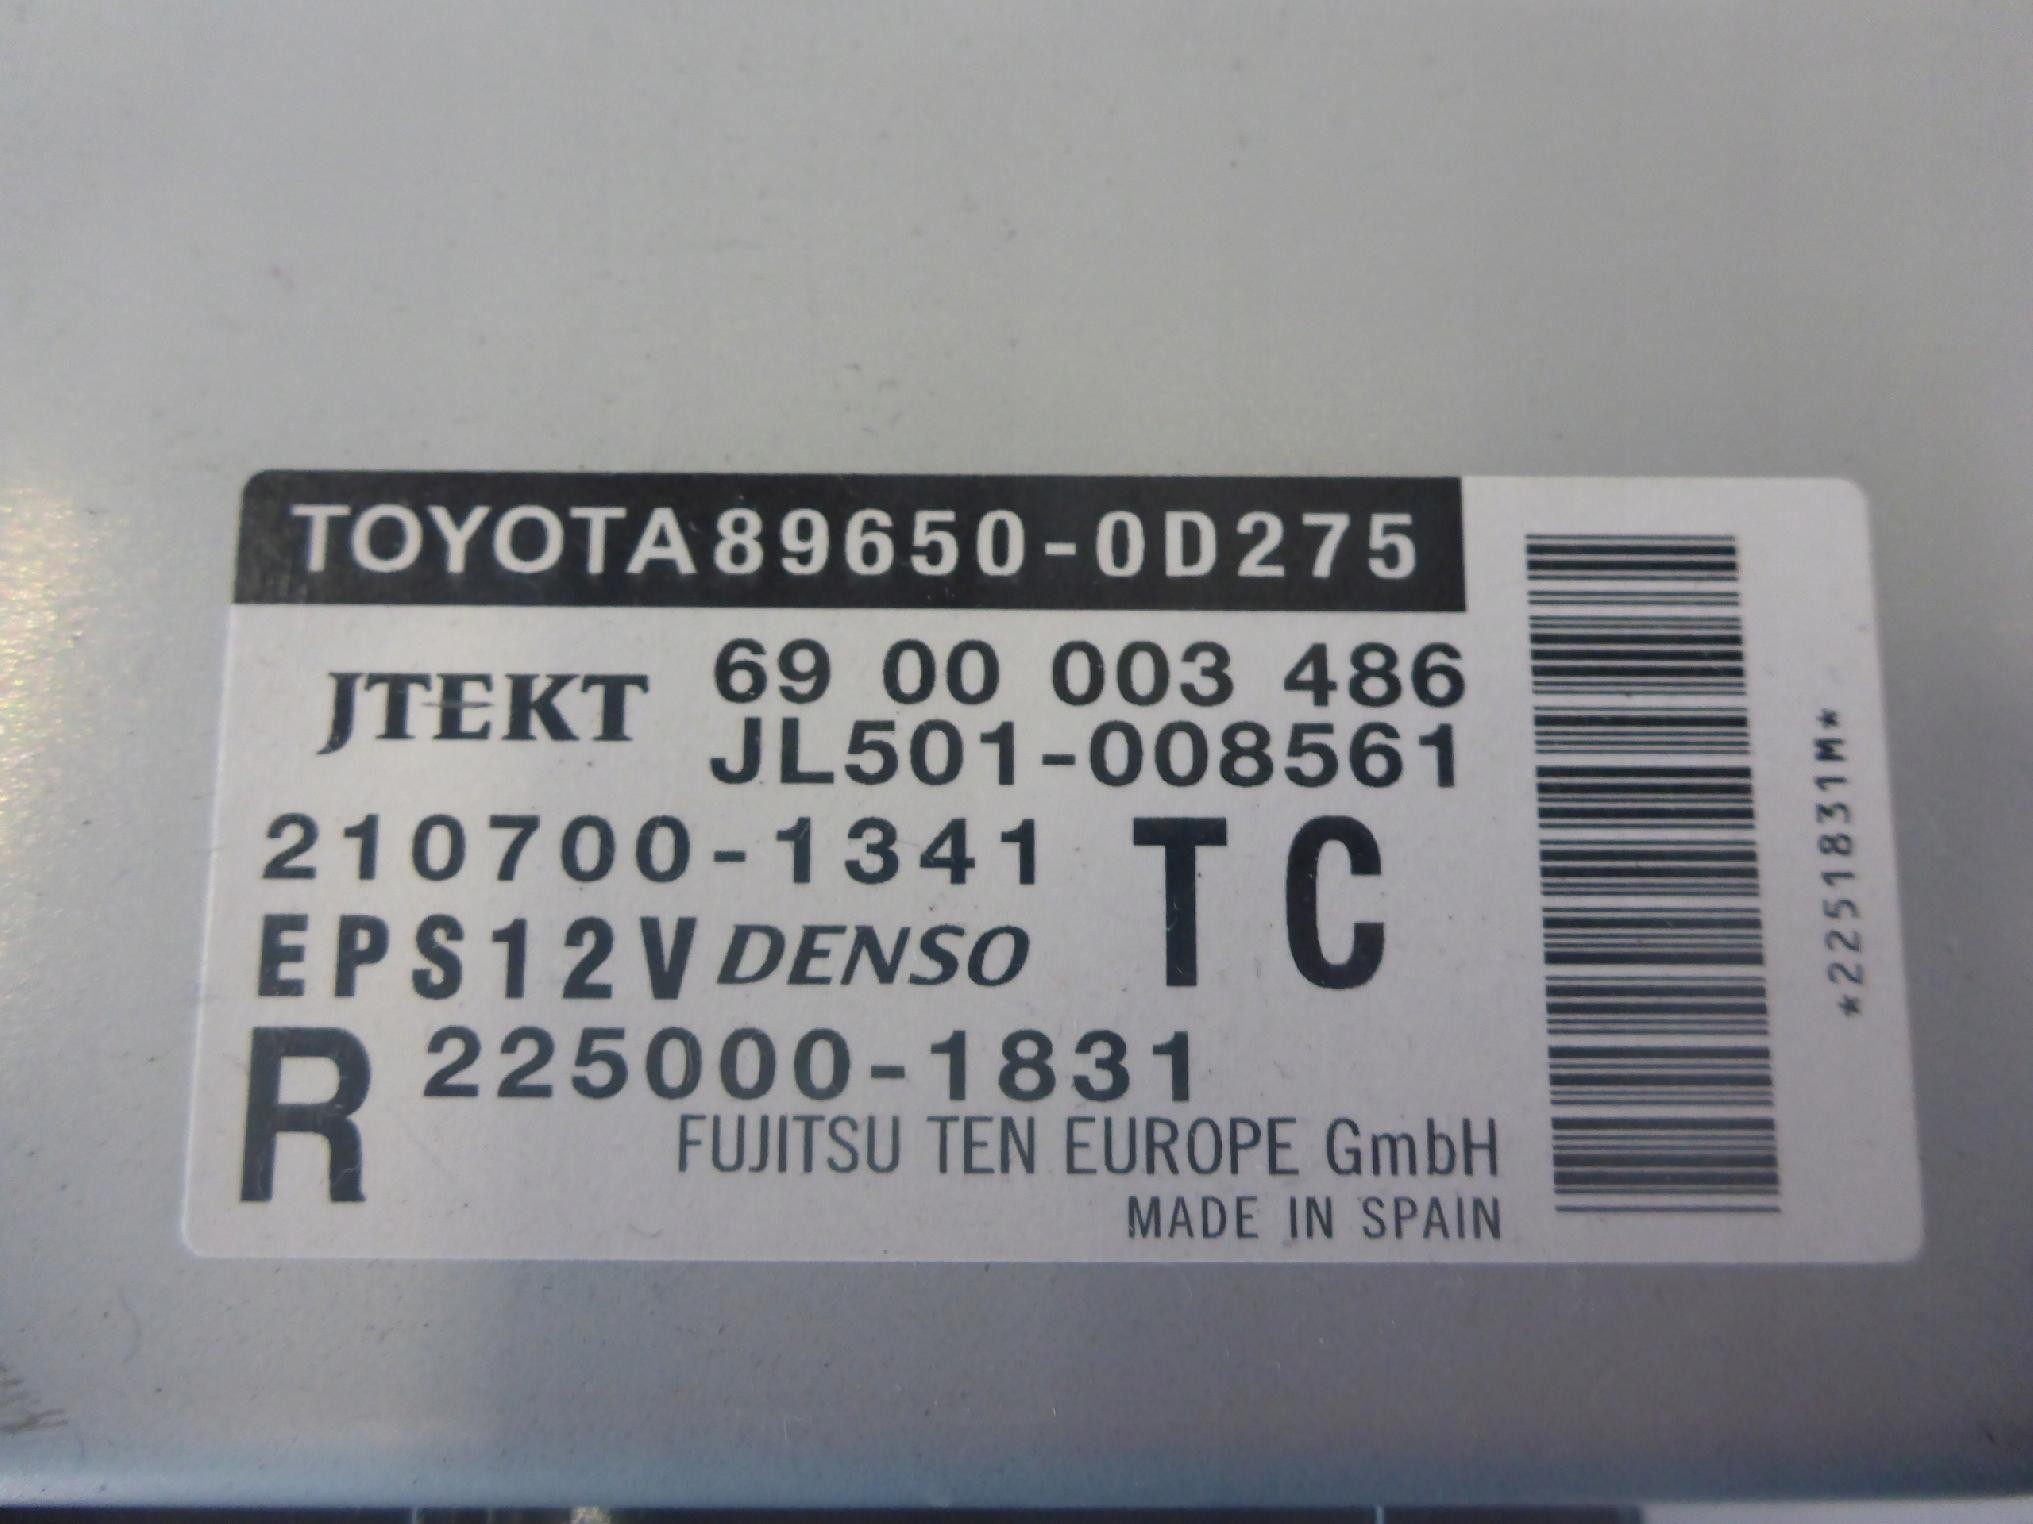 TOYOTA 89650-0D275
JTEKT 69 00 003 486
JL501-008561
210700-1341 TC
EPS12V DENSO
R 225000-1831
FUJITSU TEN EUROPE GmbH
MADE IN SPAIN
*2251831M*